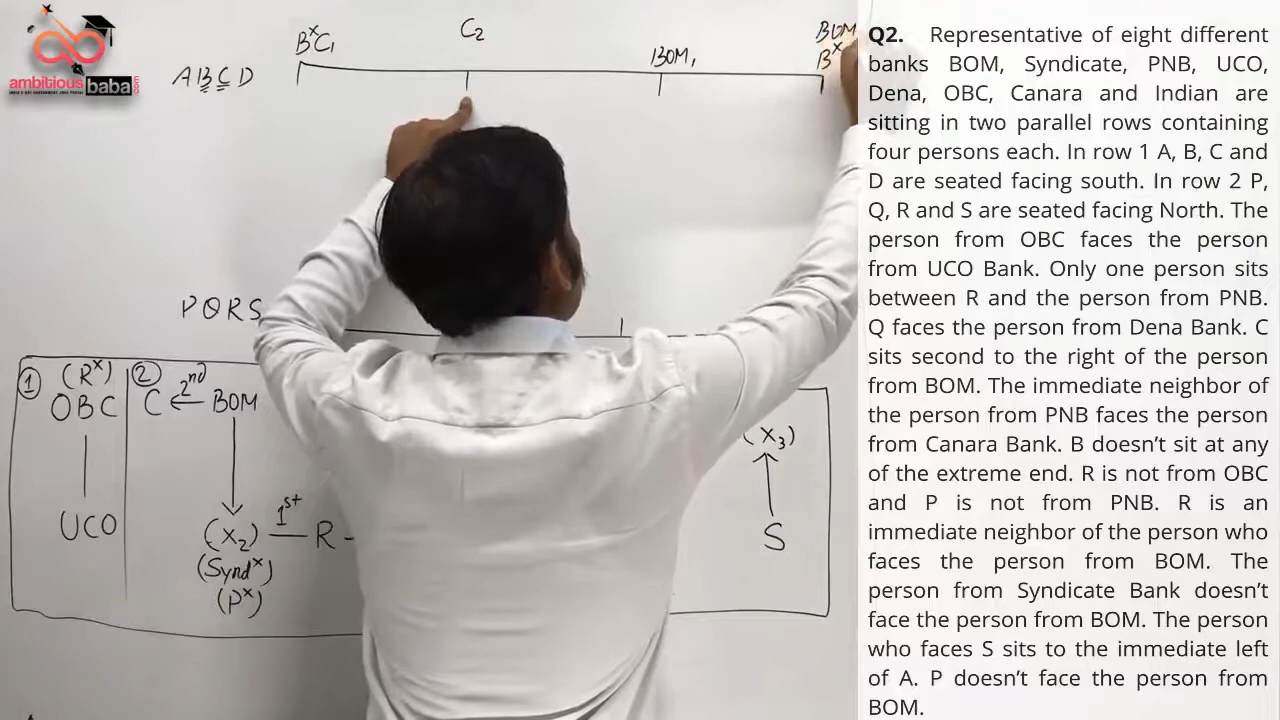 ambitious
baba.com
B^x C₁
C₂
BOM₁
BOM
B^x
A B C D
P Q R S
① (R^x)
OBC
UCO
② C ← 2nd BOM
(X₂) 1st R -
(Synd^x)
(P^x)
(X₃)
S
Q2. Representative of eight different
banks BOM, Syndicate, PNB, UCO,
Dena, OBC, Canara and Indian are
sitting in two parallel rows containing
four persons each. In row 1 A, B, C and
D are seated facing south. In row 2 P,
Q, R and S are seated facing North. The
person from OBC faces the person
from UCO Bank. Only one person sits
between R and the person from PNB.
Q faces the person from Dena Bank. C
sits second to the right of the person
from BOM. The immediate neighbor of
the person from PNB faces the person
from Canara Bank. B doesn’t sit at any
of the extreme end. R is not from OBC
and P is not from PNB. R is an
immediate neighbor of the person who
faces the person from BOM. The
person from Syndicate Bank doesn’t
face the person from BOM. The person
who faces S sits to the immediate left
of A. P doesn’t face the person from
BOM.